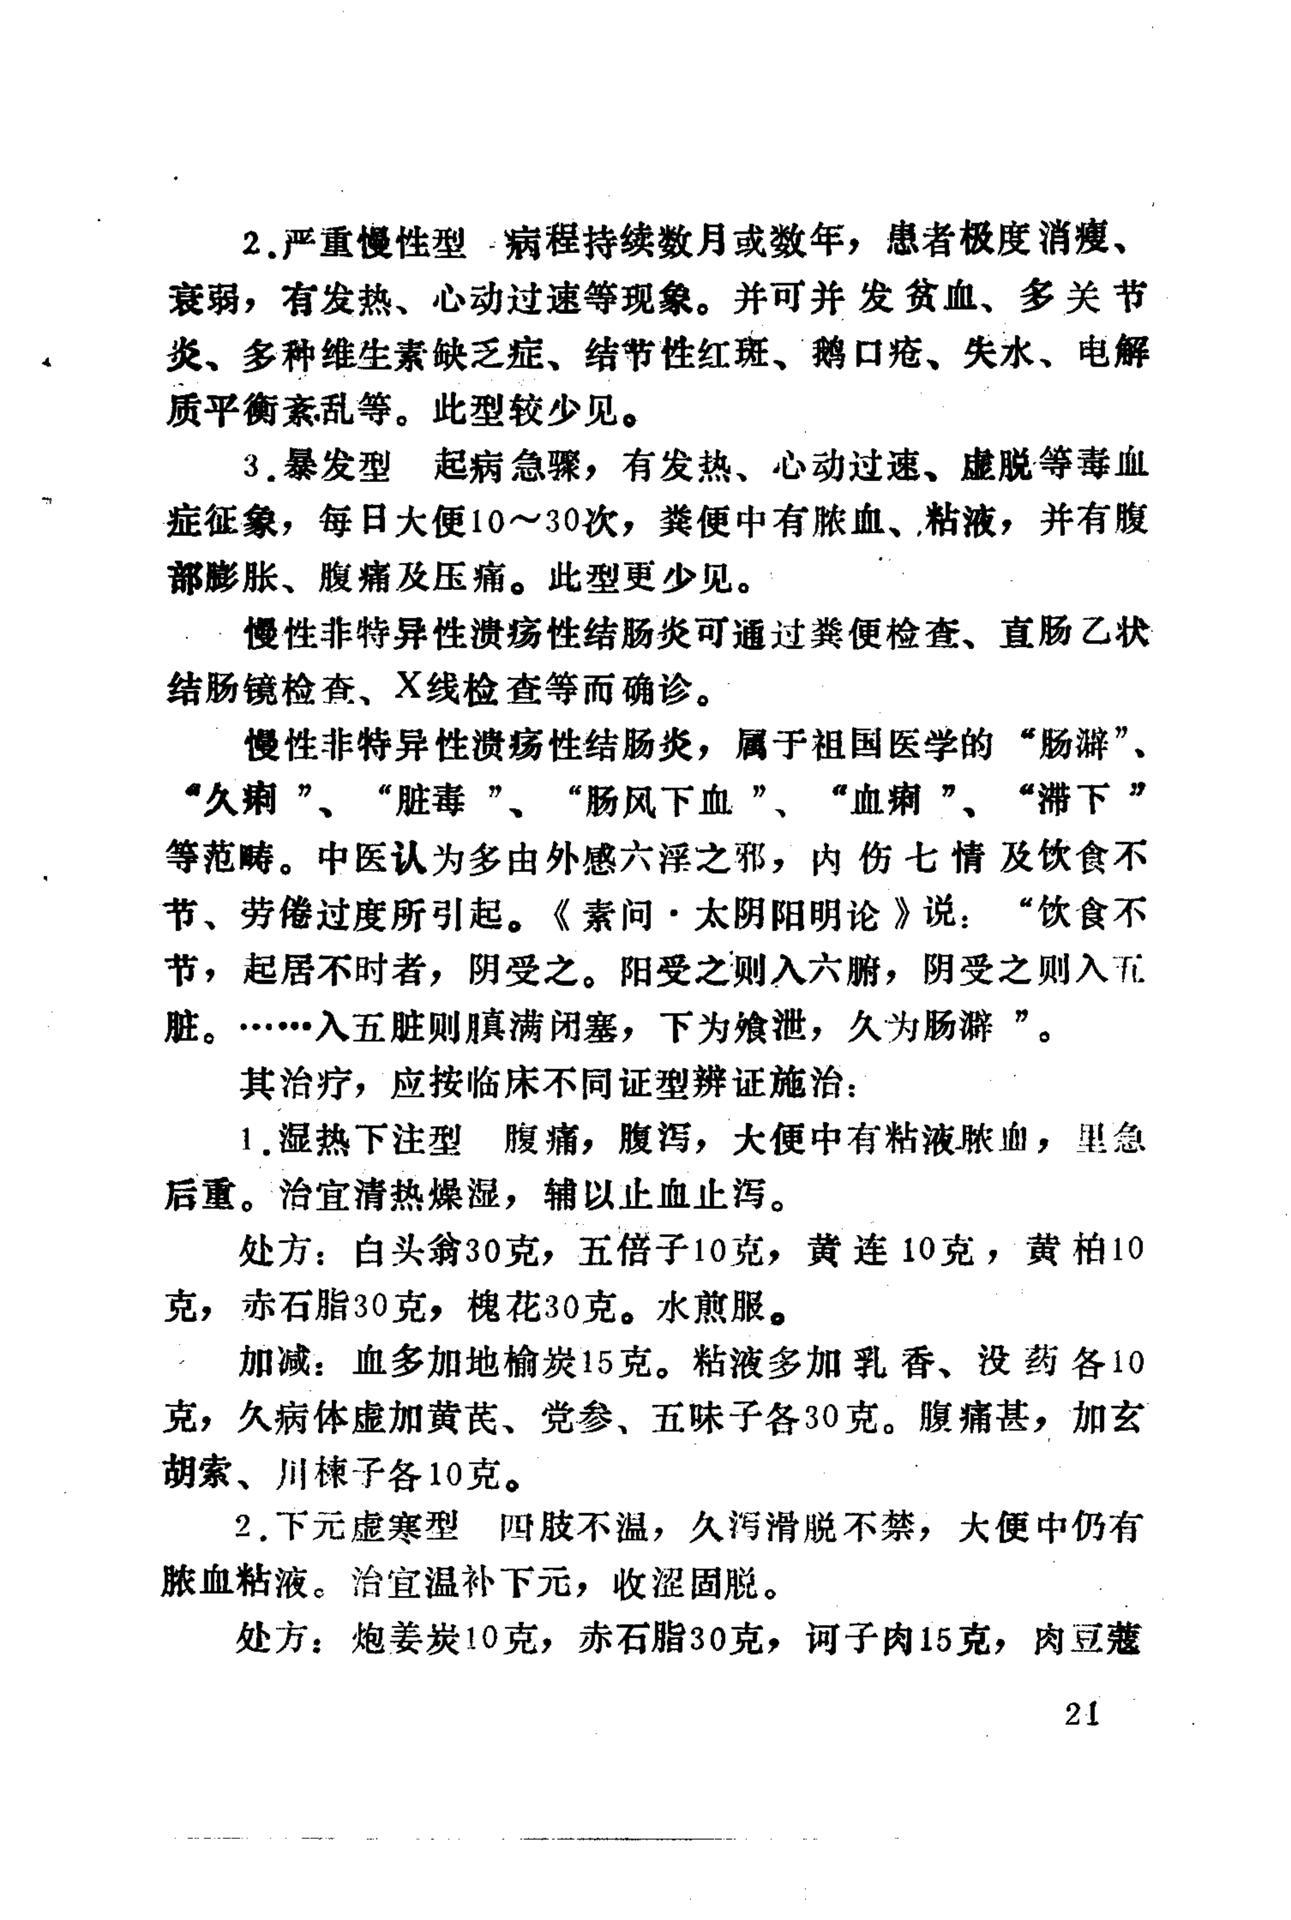 2.严重慢性型　病程持续数月或数年，患者极度消瘦、
衰弱，有发热、心动过速等现象。并可并发贫血、多关节
炎、多种维生素缺乏症、结节性红斑、鹅口疮、失水、电解
质平衡紊乱等。此型较少见。
3.暴发型　起病急骤，有发热、心动过速、虚脱等毒血
症征象，每日大便10～30次，粪便中有脓血、粘液，并有腹
部膨胀、腹痛及压痛。此型更少见。
慢性非特异性溃疡性结肠炎可通过粪便检查、直肠乙状
结肠镜检查、X线检查等而确诊。
慢性非特异性溃疡性结肠炎，属于祖国医学的“肠澼”、
“久痢”、“脏毒”、“肠风下血”、“血痢”、“滞下”
等范畴。中医认为多由外感六淫之邪，内伤七情及饮食不
节、劳倦过度所引起。《素问·太阴阳明论》说：“饮食不
节，起居不时者，阴受之。阳受之则入六腑，阴受之则入五
脏。……入五脏则䐜满闭塞，下为飧泄，久为肠澼”。
其治疗，应按临床不同证型辨证施治：
1.湿热下注型　腹痛，腹泻，大便中有粘液脓血，里急
后重。治宜清热燥湿，辅以止血止泻。
处方：白头翁30克，五倍子10克，黄连10克，黄柏10
克，赤石脂30克，槐花30克。水煎服。
加减：血多加地榆炭15克。粘液多加乳香、没药各10
克，久病体虚加黄芪、党参、五味子各30克。腹痛甚，加玄
胡索、川楝子各10克。
2.下元虚寒型　四肢不温，久泻滑脱不禁，大便中仍有
脓血粘液。治宜温补下元，收涩固脱。
处方：炮姜炭10克，赤石脂30克，诃子肉15克，肉豆蔻
21